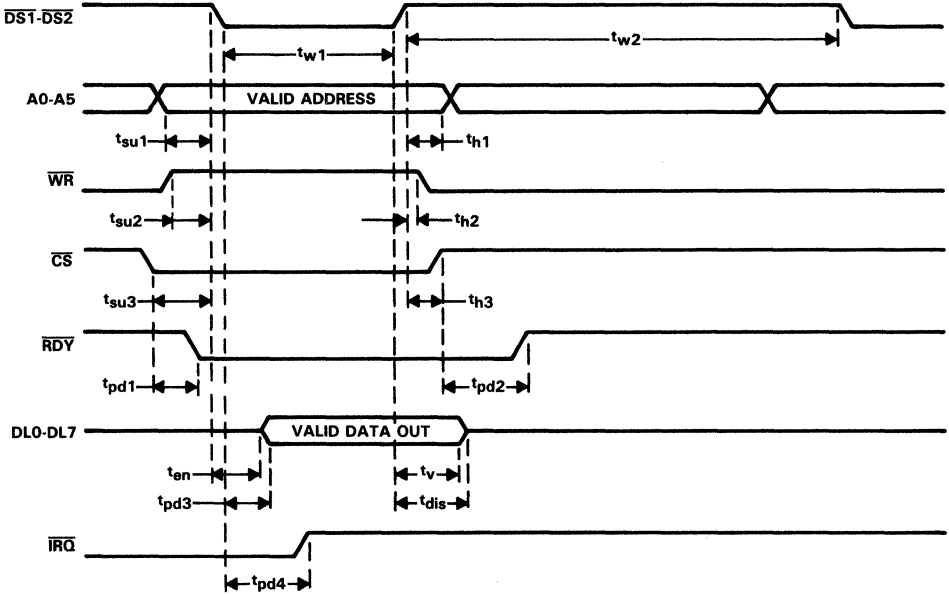 DS1-DS2
tw1
tw2
A0-A5
VALID ADDRESS
tsu1
th1
WR
tsu2
th2
CS
tsu3
th3
RDY
tpd1
tpd2
DL0-DL7
VALID DATA OUT
ten
tv
tpd3
tdis
IRQ
tpd4